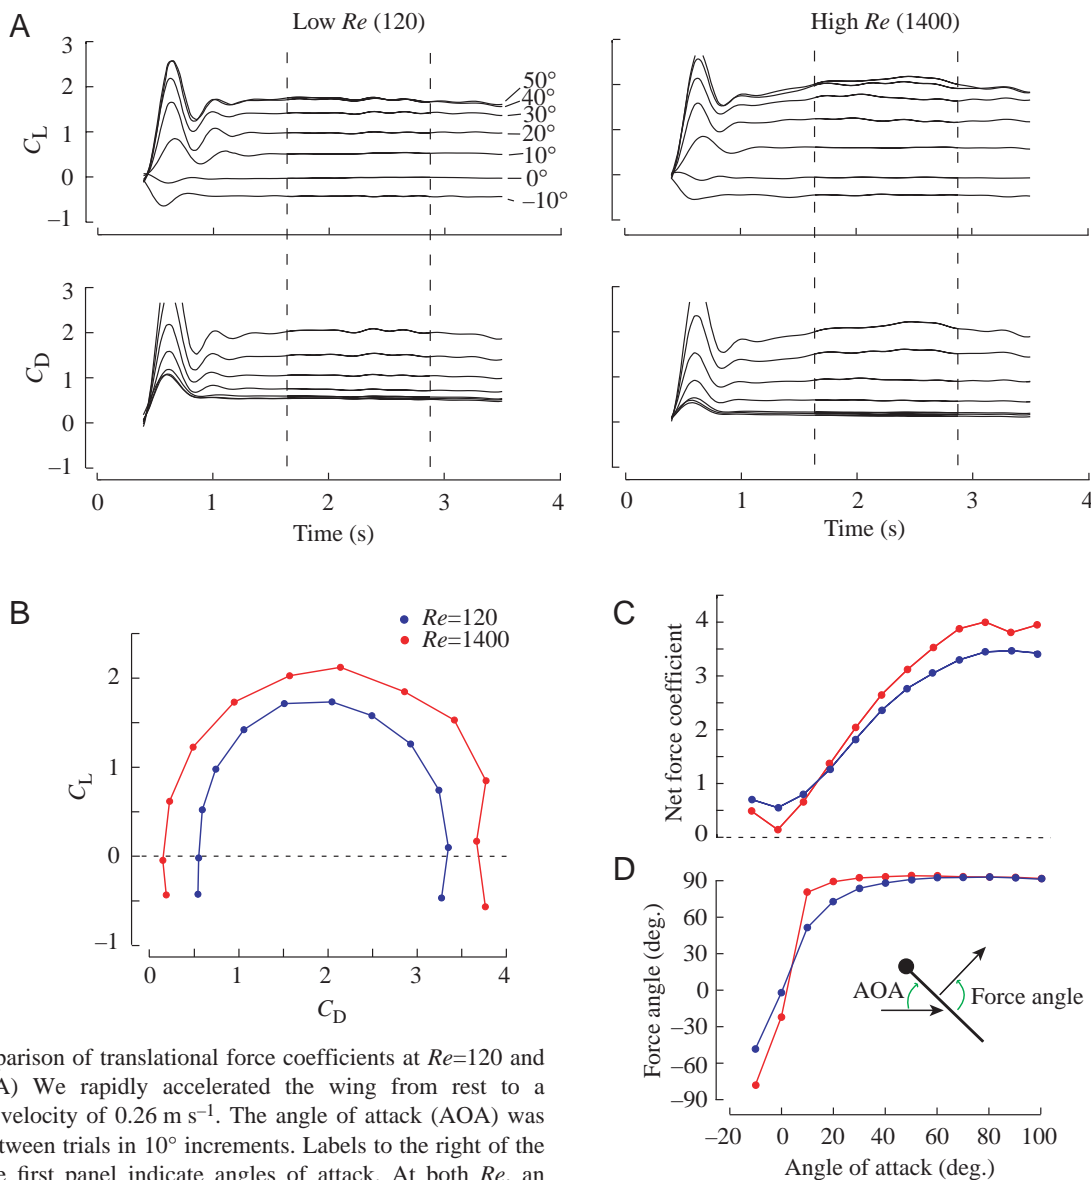 A
Low Re (120)
High Re (1400)
3
2
1
0
–1
CL
50°
40°
30°
20°
10°
0°
–10°
3
2
1
0
–1
CD
0 1 2 3 4
Time (s)
0 1 2 3 4
Time (s)
B
Re=120
Re=1400
2
1
0
–1
CL
0 1 2 3 4
CD
C
4
3
2
1
0
Net force coefficient
D
90
60
30
0
–30
–60
–90
Force angle (deg.)
AOA
Force angle
–20 0 20 40 60 80 100
Angle of attack (deg.)
parison of translational force coefficients at Re=120 and
A) We rapidly accelerated the wing from rest to a
velocity of 0.26 m s–1. The angle of attack (AOA) was
etween trials in 10° increments. Labels to the right of the
e first panel indicate angles of attack. At both Re, an